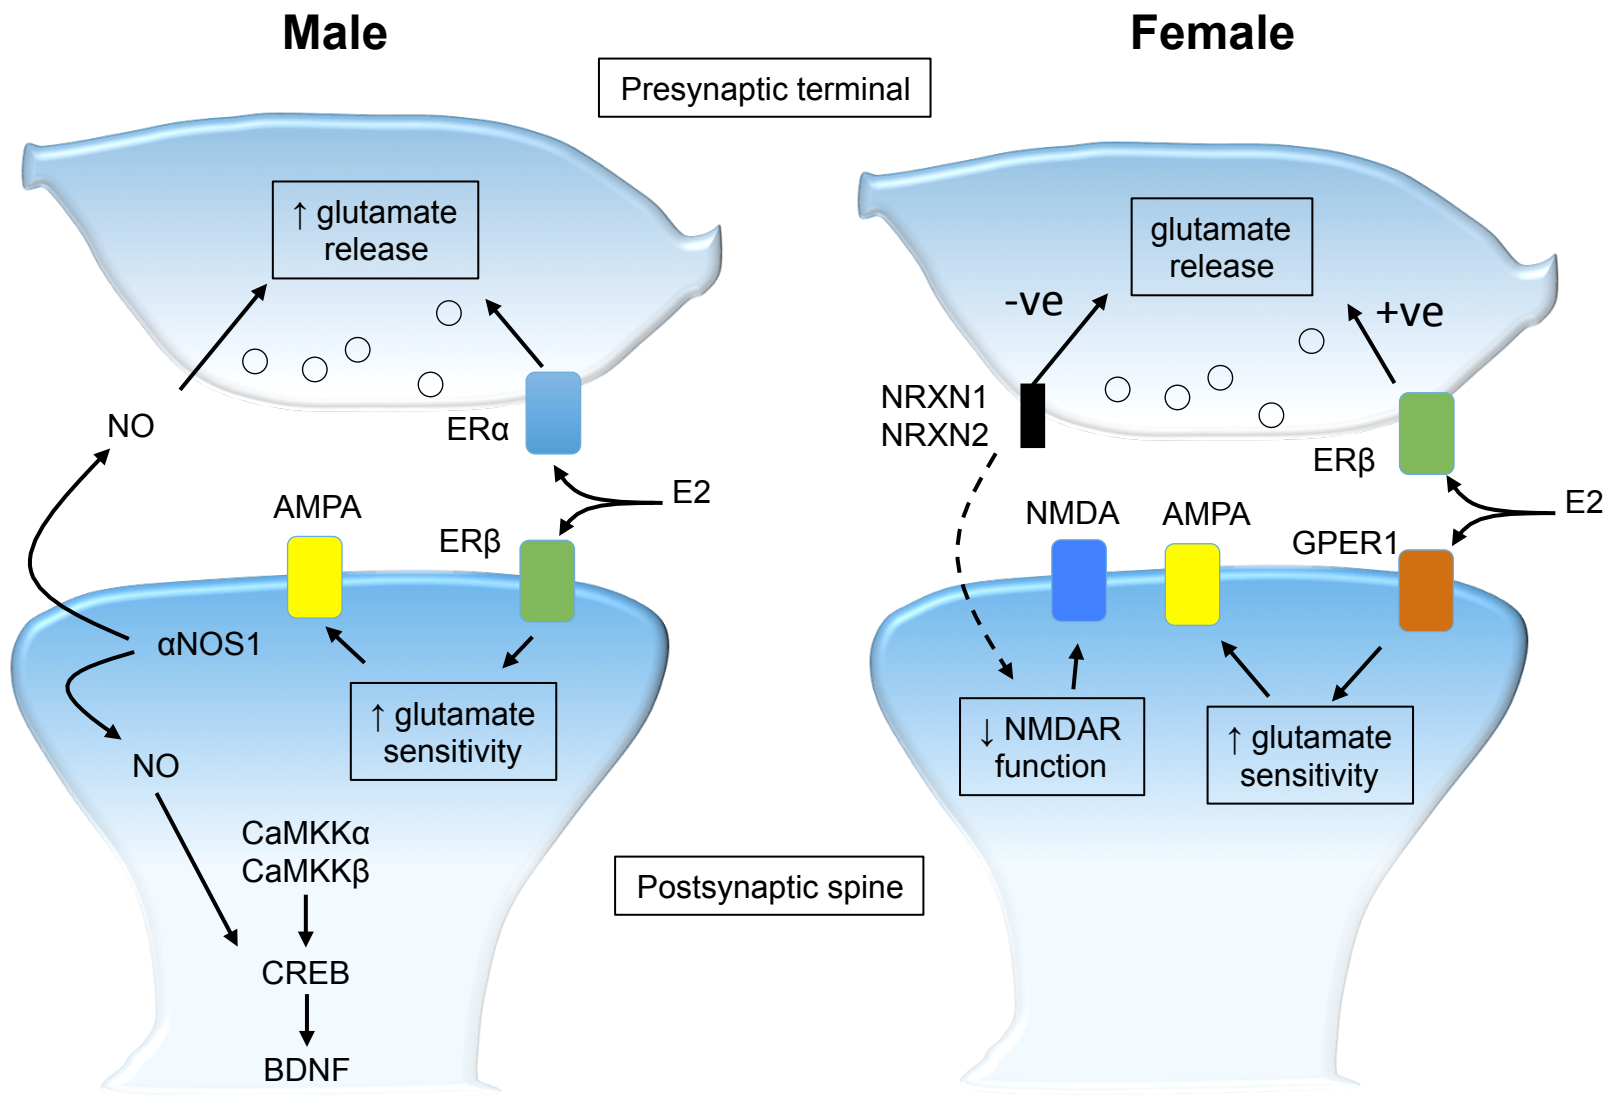 Male
Female
Presynaptic terminal
↑ glutamate
release
NO
ERα
AMPA
ERβ
E2
αNOS1
↑ glutamate
sensitivity
NO
CaMKKα
CaMKKβ
CREB
BDNF
glutamate
release
-ve
+ve
NRXN1
NRXN2
ERβ
E2
NMDA
AMPA
GPER1
↓ NMDAR
function
↑ glutamate
sensitivity
Postsynaptic spine